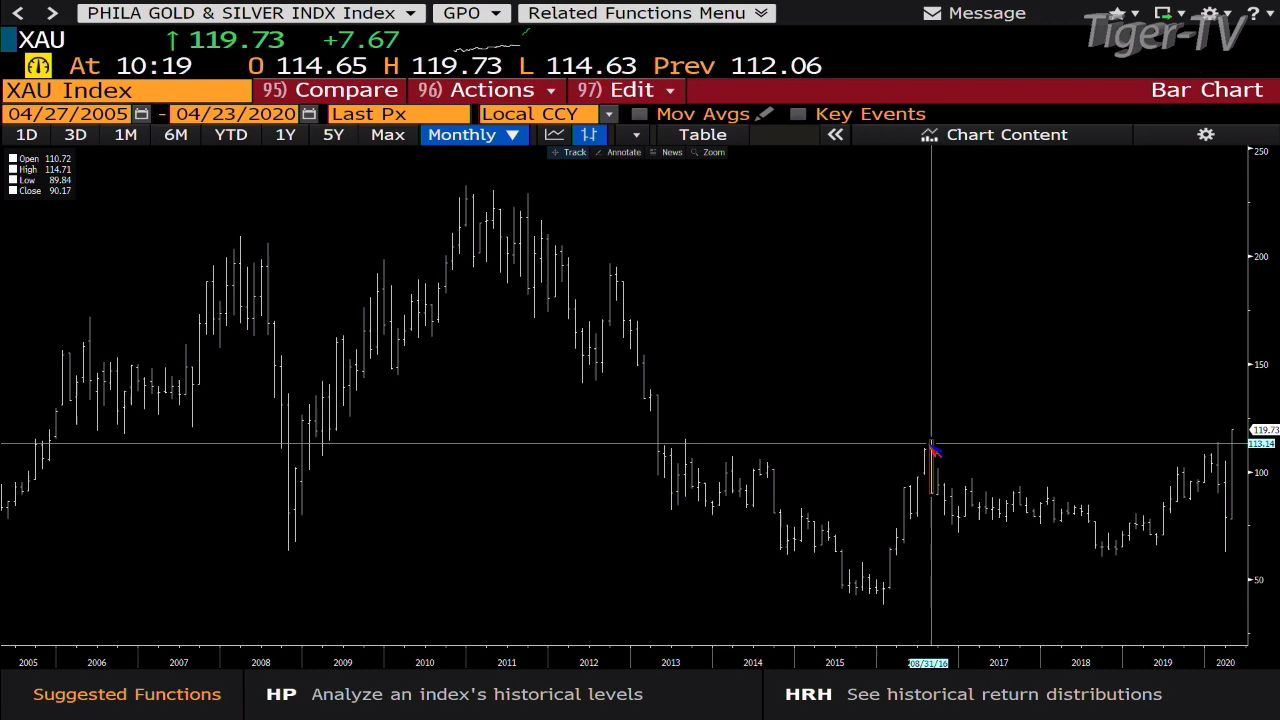 PHILA GOLD & SILVER INDX Index GPO Related Functions Menu Message ?
Tiger-TV
XAU ↑ 119.73 +7.67
At 10:19 O 114.65 H 119.73 L 114.63 Prev 112.06
XAU Index 95) Compare 96) Actions 97) Edit Bar Chart
04/27/2005 - 04/23/2020 Last Px Local CCY Mov Avgs Key Events
1D 3D 1M 6M YTD 1Y 5Y Max Monthly ▼ Table « Chart Content
Track Annotate News Zoom
Open 110.72
High 114.71
Low 89.84
Close 90.17
250
200
150
119.73
113.14
100
50
2005 2006 2007 2008 2009 2010 2011 2012 2013 2014 2015 08/31/16 2017 2018 2019 2020
Suggested Functions HP Analyze an index's historical levels HRH See historical return distributions